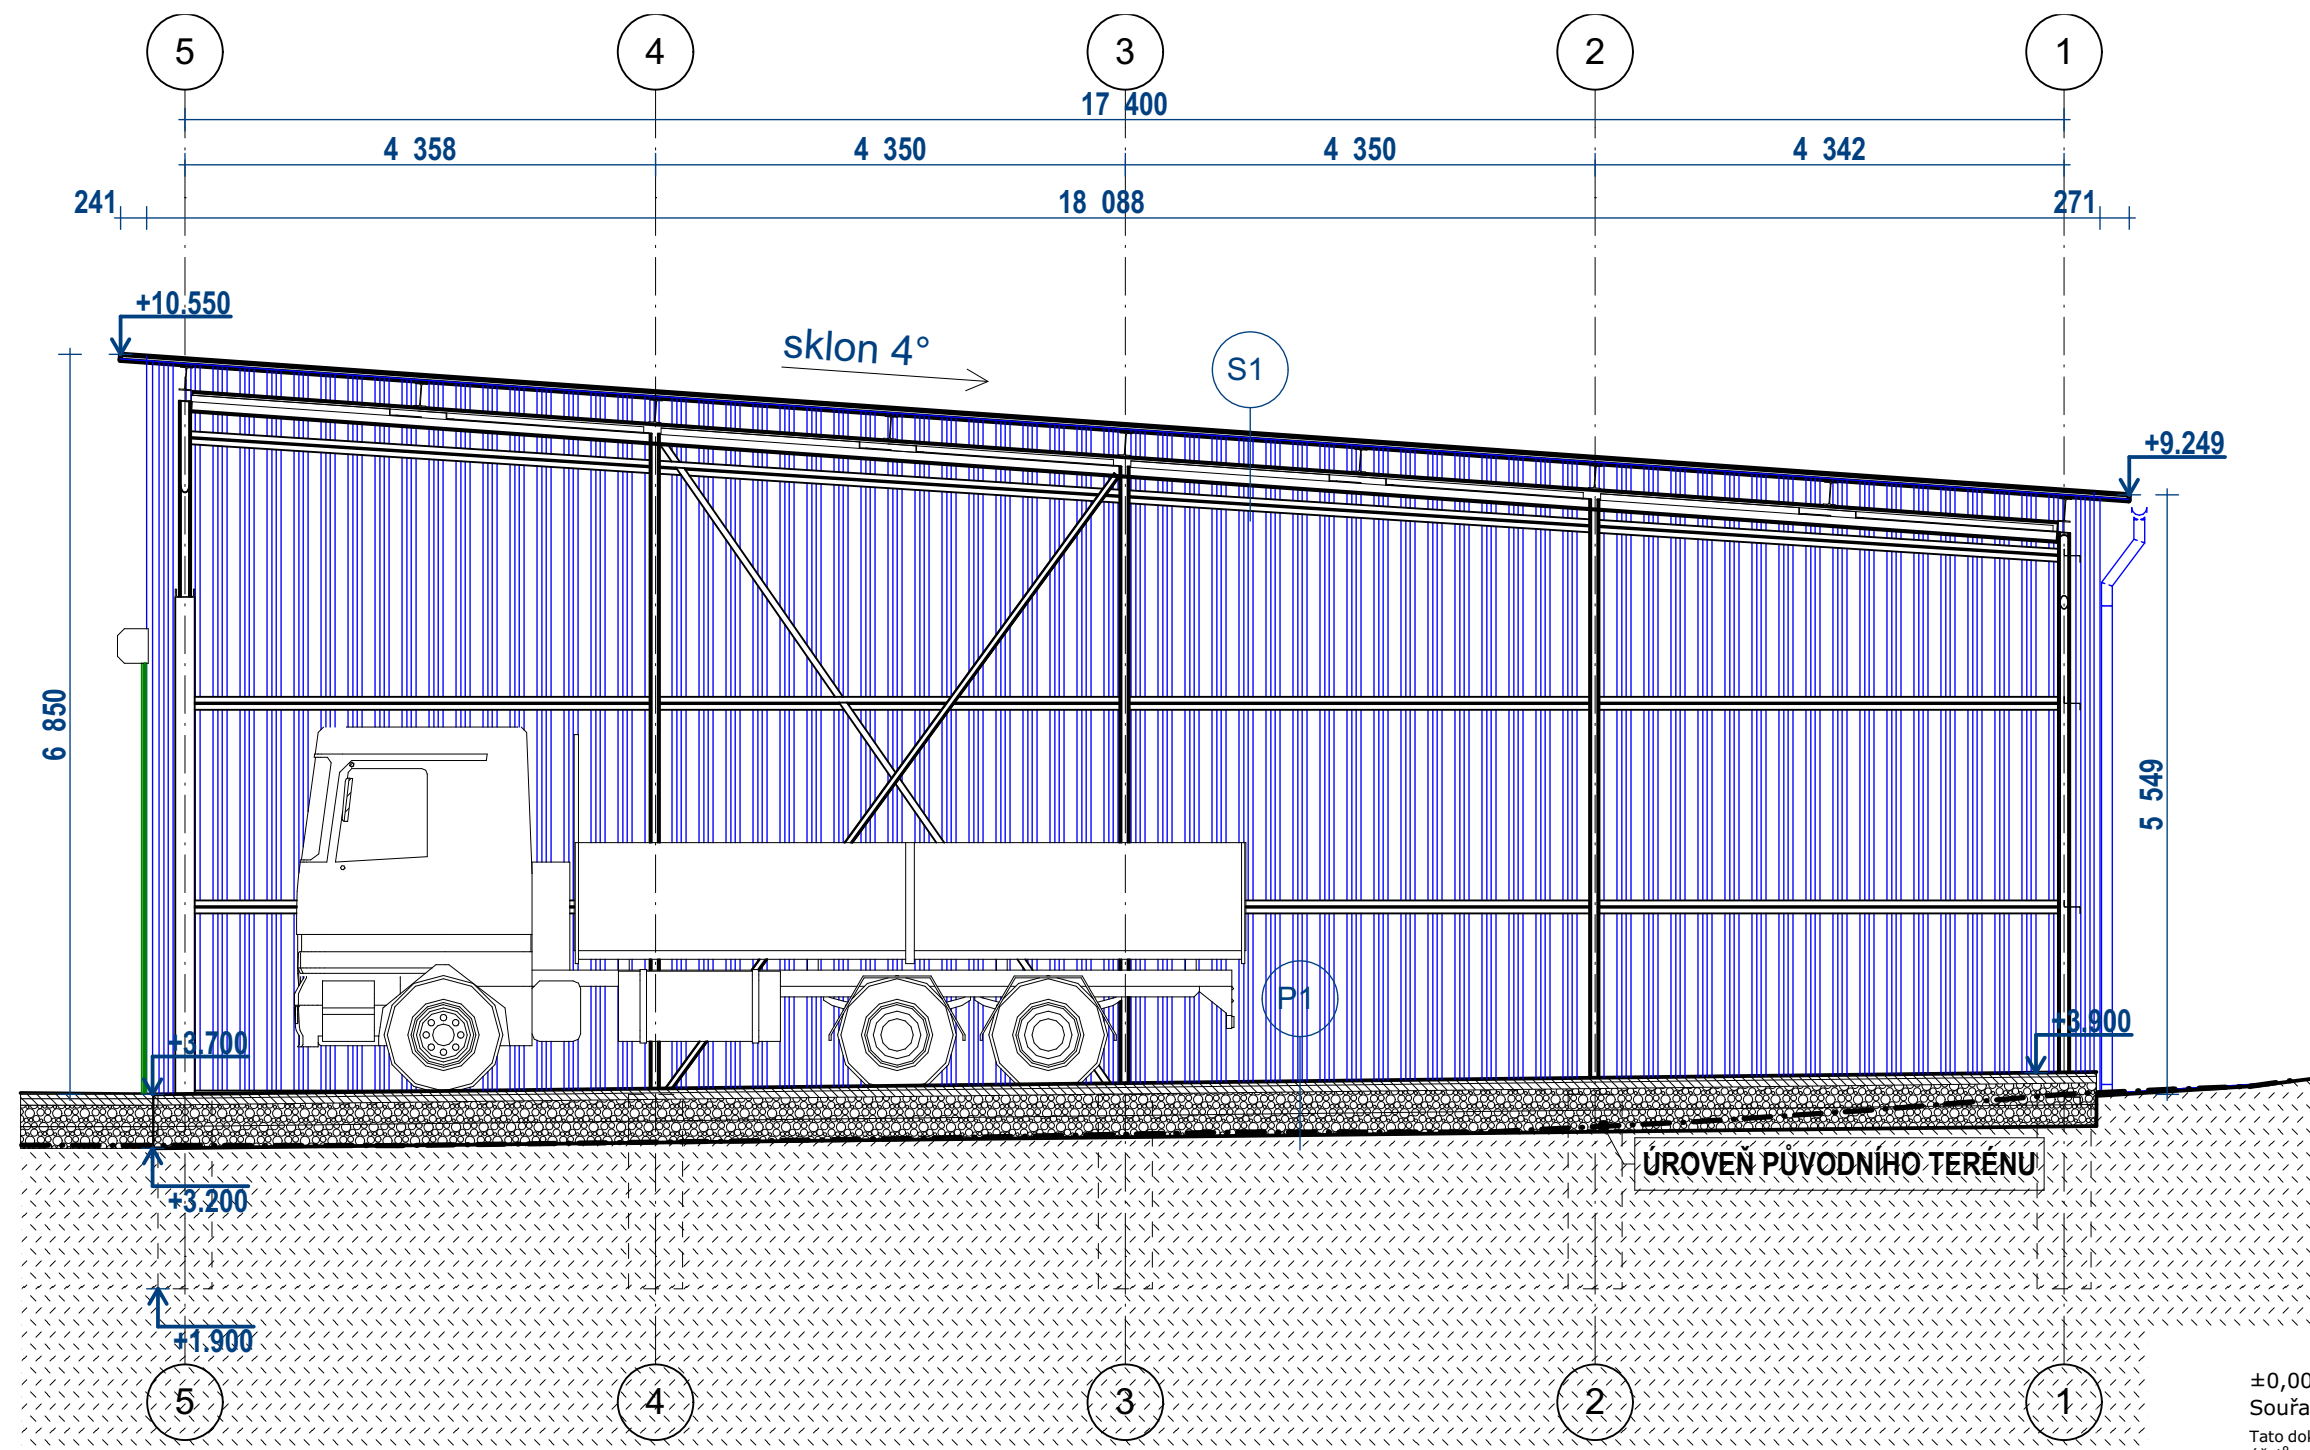 5 4 3 2 1
17 400
4 358 4 350 4 350 4 342
241 18 088 271
+10.550
sklon 4°
S1
+9.249
6 850
5 549
P1
+3.700
+3.900
ÚROVEŇ PŮVODNÍHO TERÉNU
+3.200
+1.900
5 4 3 2 1
±0,00
Souřa
Tato dok